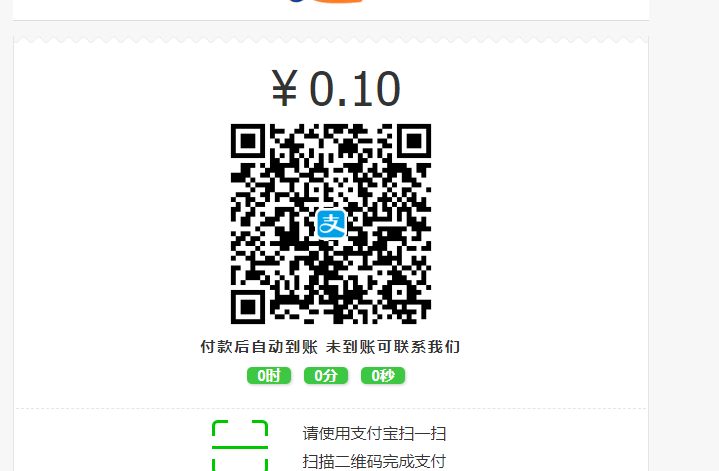 ¥ 0.10
支
付款后自动到账 未到账可联系我们
0时 0分 0秒
请使用支付宝扫一扫
扫描二维码完成支付